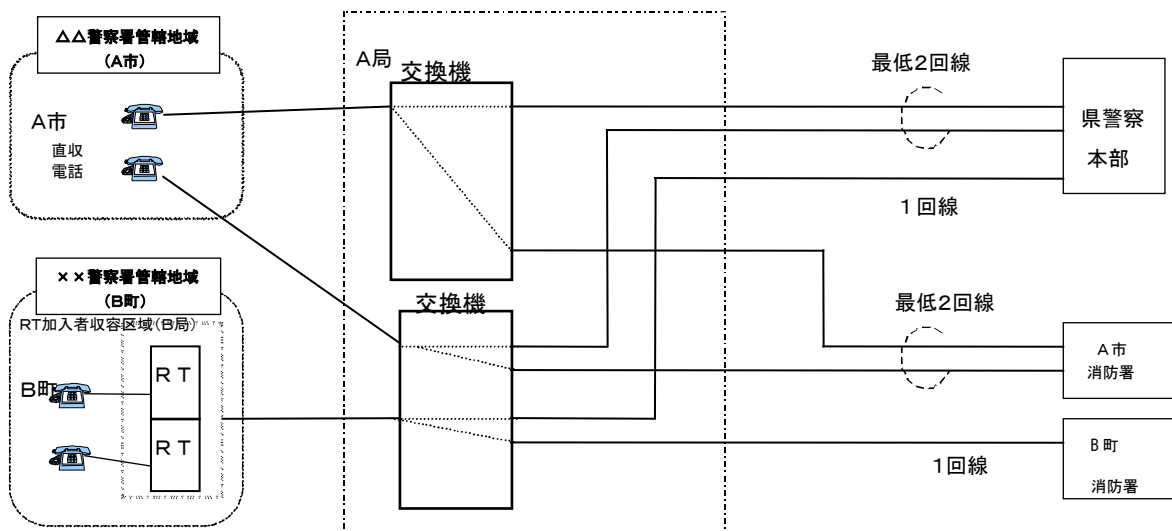 △△警察署管轄地域
(A市)
A市
直収
電話
××警察署管轄地域
(B町)
RT加入者収容区域(B局)
B町
RT
RT
A局
交換機
交換機
最低2回線
1回線
最低2回線
1回線
県警察
本部
A市
消防署
B町
消防署